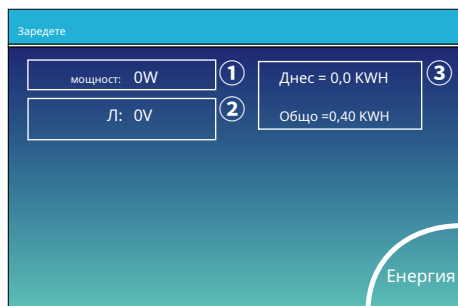 Заредете
мощност: 0W ①
Л: 0V ②
Днес = 0,0 KWH ③
Общо =0,40 KWH
Енергия